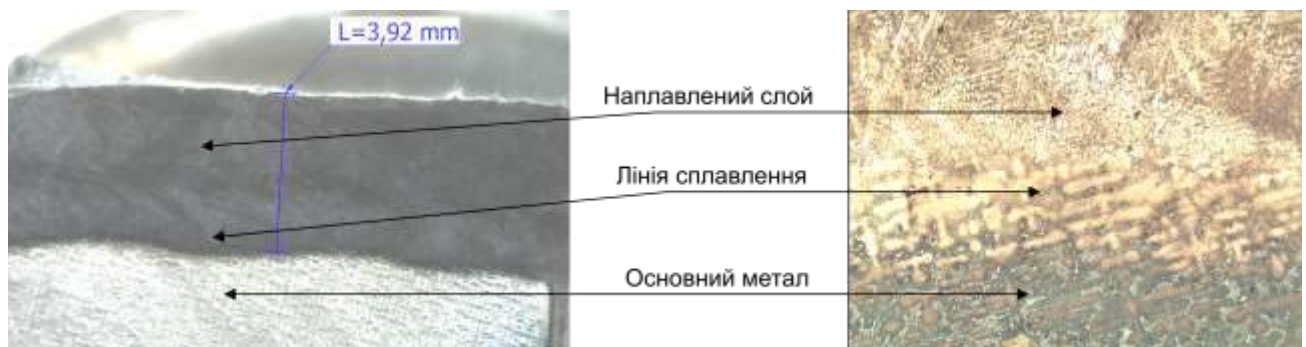 L=3,92 mm
Наплавлений слой
Лінія сплавлення
Основний метал